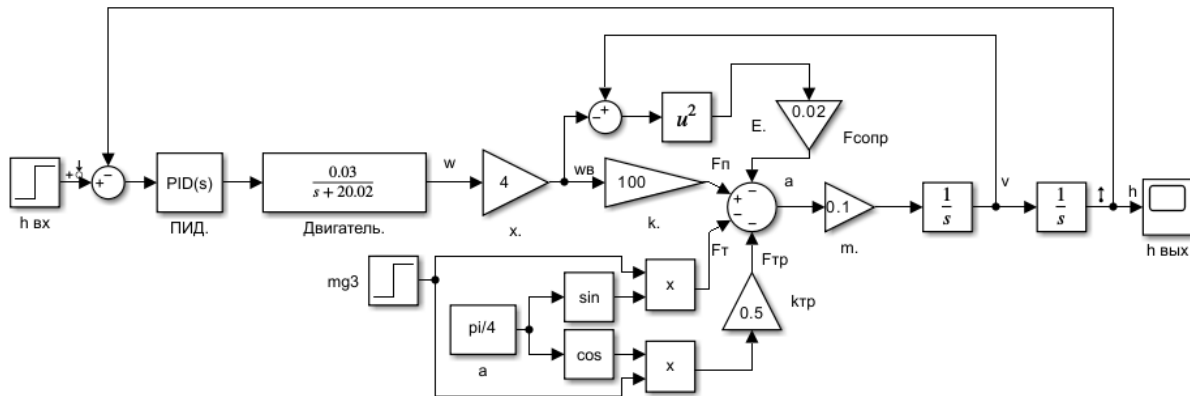 h вх
+
+
−
PID(s)
ПИД.
0.03
s + 20.02
Двигатель.
w
4
x.
wв
−
+
u²
0.02
E.
Fсопр
100
k.
Fп
−
−
−
Fт
a
0.1
m.
1
s
v
1
s
h
h вых
mg3
pi/4
a
sin
cos
x
x
Fтр
0.5
kтр